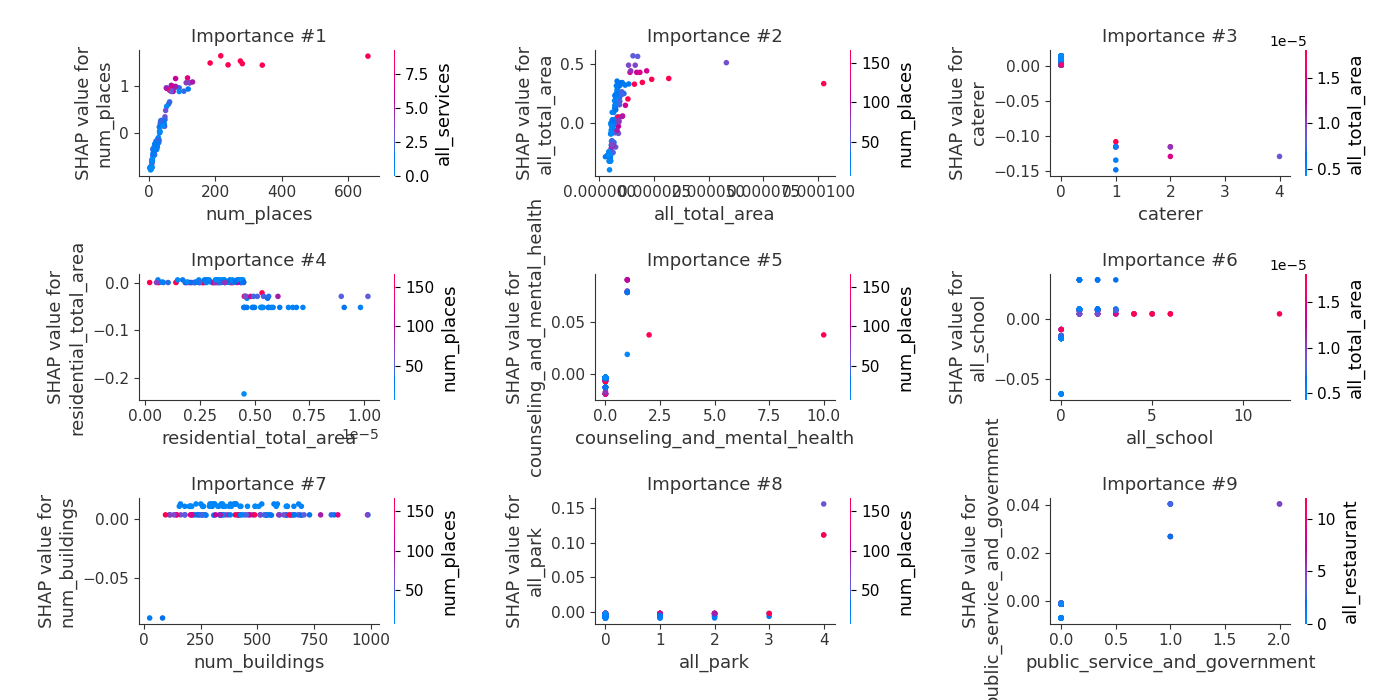 Importance #1
SHAP value for
num_places
1
0
0
200
400
600
num_places
7.5
5.0
2.5
0.0
all_services
Importance #2
SHAP value for
all_total_area
0.5
0.0
all_total_area
150
100
50
num_places
Importance #3
SHAP value for
caterer
0.00
−0.05
−0.10
−0.15
0
1
2
3
4
caterer
1e−5
1.5
1.0
0.5
all_total_area
Importance #4
SHAP value for
residential_total_area
0.0
−0.1
−0.2
0.00
0.25
0.50
0.75
1.00
1e−5
residential_total_area
150
100
50
num_places
Importance #5
SHAP value for
counseling_and_mental_health
0.05
0.00
0.0
2.5
5.0
7.5
10.0
counseling_and_mental_health
150
100
50
num_places
Importance #6
SHAP value for
all_school
0.00
−0.05
0
5
10
all_school
1e−5
1.5
1.0
0.5
all_total_area
Importance #7
SHAP value for
num_buildings
0.00
−0.05
0
250
500
750
1000
num_buildings
150
100
50
num_places
Importance #8
SHAP value for
all_park
0.15
0.10
0.05
0.00
0
1
2
3
4
all_park
150
100
50
num_places
Importance #9
SHAP value for
public_service_and_government
0.04
0.02
0.00
0.0
0.5
1.0
1.5
2.0
public_service_and_government
10
5
0
all_restaurant